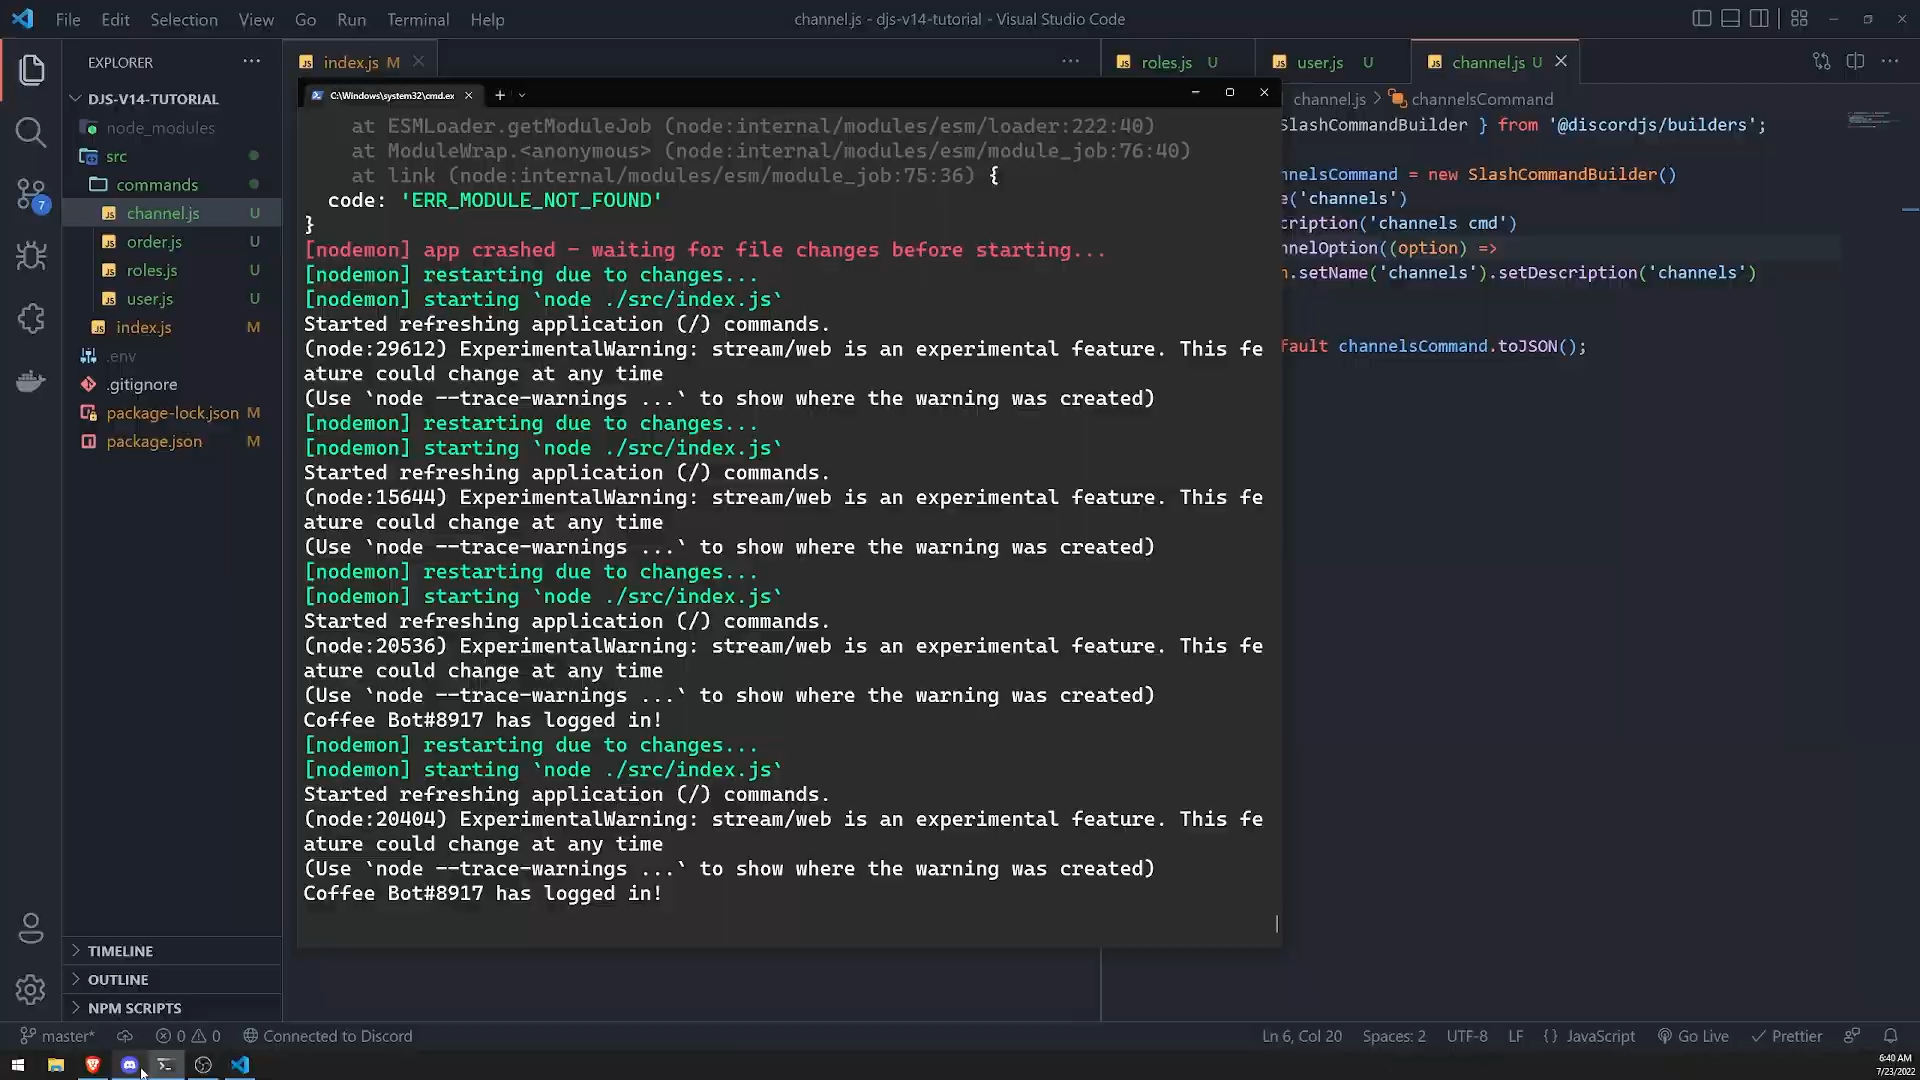 File Edit Selection View Go Run Terminal Help
channel.js - djs-v14-tutorial - Visual Studio Code
EXPLORER
DJS-V14-TUTORIAL
node_modules
src
commands
channel.js U
order.js U
roles.js U
user.js U
index.js M
.env
.gitignore
package-lock.json M
package.json M
7
TIMELINE
OUTLINE
NPM SCRIPTS
index.js M
roles.js U
user.js U
channel.js U
C:\Windows\system32\cmd.ex
at ESMLoader.getModuleJob (node:internal/modules/esm/loader:222:40)
at ModuleWrap.<anonymous> (node:internal/modules/esm/module_job:76:40)
at link (node:internal/modules/esm/module_job:75:36) {
code: 'ERR_MODULE_NOT_FOUND'
}
[nodemon] app crashed - waiting for file changes before starting...
[nodemon] restarting due to changes...
[nodemon] starting `node ./src/index.js`
Started refreshing application (/) commands.
(node:29612) ExperimentalWarning: stream/web is an experimental feature. This fe
ature could change at any time
(Use `node --trace-warnings ...` to show where the warning was created)
[nodemon] restarting due to changes...
[nodemon] starting `node ./src/index.js`
Started refreshing application (/) commands.
(node:15644) ExperimentalWarning: stream/web is an experimental feature. This fe
ature could change at any time
(Use `node --trace-warnings ...` to show where the warning was created)
[nodemon] restarting due to changes...
[nodemon] starting `node ./src/index.js`
Started refreshing application (/) commands.
(node:20536) ExperimentalWarning: stream/web is an experimental feature. This fe
ature could change at any time
(Use `node --trace-warnings ...` to show where the warning was created)
Coffee Bot#8917 has logged in!
[nodemon] restarting due to changes...
[nodemon] starting `node ./src/index.js`
Started refreshing application (/) commands.
(node:20404) ExperimentalWarning: stream/web is an experimental feature. This fe
ature could change at any time
(Use `node --trace-warnings ...` to show where the warning was created)
Coffee Bot#8917 has logged in!
channel.js > channelsCommand
SlashCommandBuilder } from '@discordjs/builders';
nnelsCommand = new SlashCommandBuilder()
e('channels')
cription('channels cmd')
nnelOption((option) =>
n.setName('channels').setDescription('channels')
fault channelsCommand.toJSON();
master* 0 0 Connected to Discord
Ln 6, Col 20 Spaces: 2 UTF-8 LF {} JavaScript Go Live Prettier
6:40 AM
7/23/2022